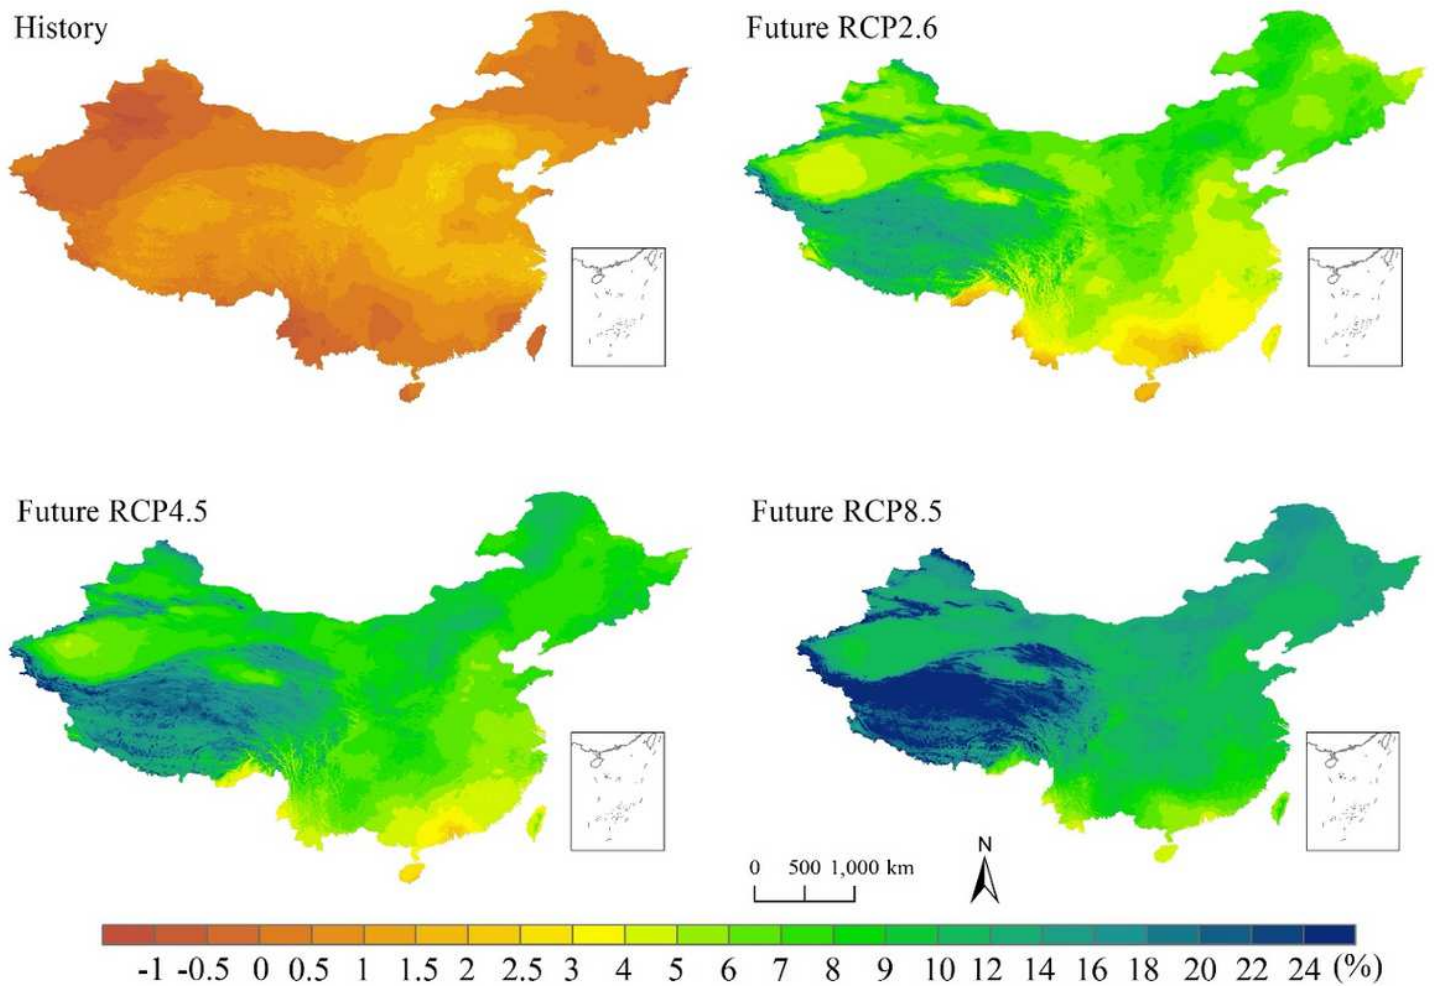 History
Future RCP2.6
Future RCP4.5
Future RCP8.5
N
0 500 1,000 km
-1 -0.5 0 0.5 1 1.5 2 2.5 3 4 5 6 7 8 9 10 12 14 16 18 20 22 24 (%)